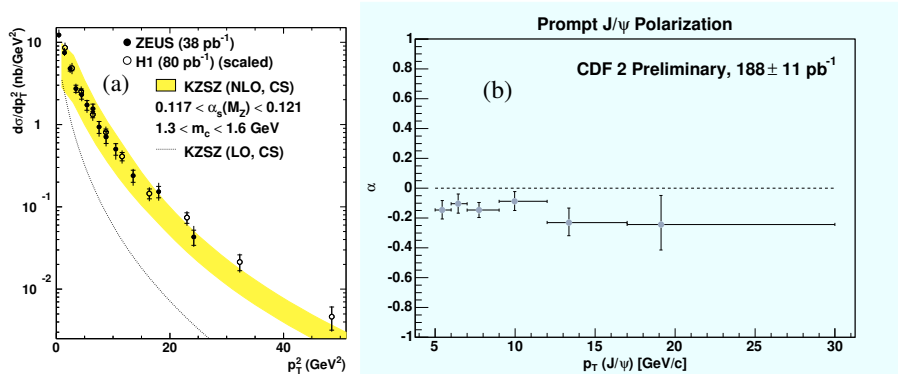 dσ/dp_T^2 (nb/GeV^2)
10
1
10^-1
10^-2
ZEUS (38 pb^-1)
H1 (80 pb^-1) (scaled)
(a)
KZSZ (NLO, CS)
0.117 < α_s(M_Z) < 0.121
1.3 < m_c < 1.6 GeV
KZSZ (LO, CS)
0 20 40
p_T^2 (GeV^2)
Prompt J/ψ Polarization
(b)
CDF 2 Preliminary, 188 ± 11 pb^-1
α
1
0.8
0.6
0.4
0.2
0
-0.2
-0.4
-0.6
-0.8
-1
5 10 15 20 25 30
p_T (J/ψ) [GeV/c]